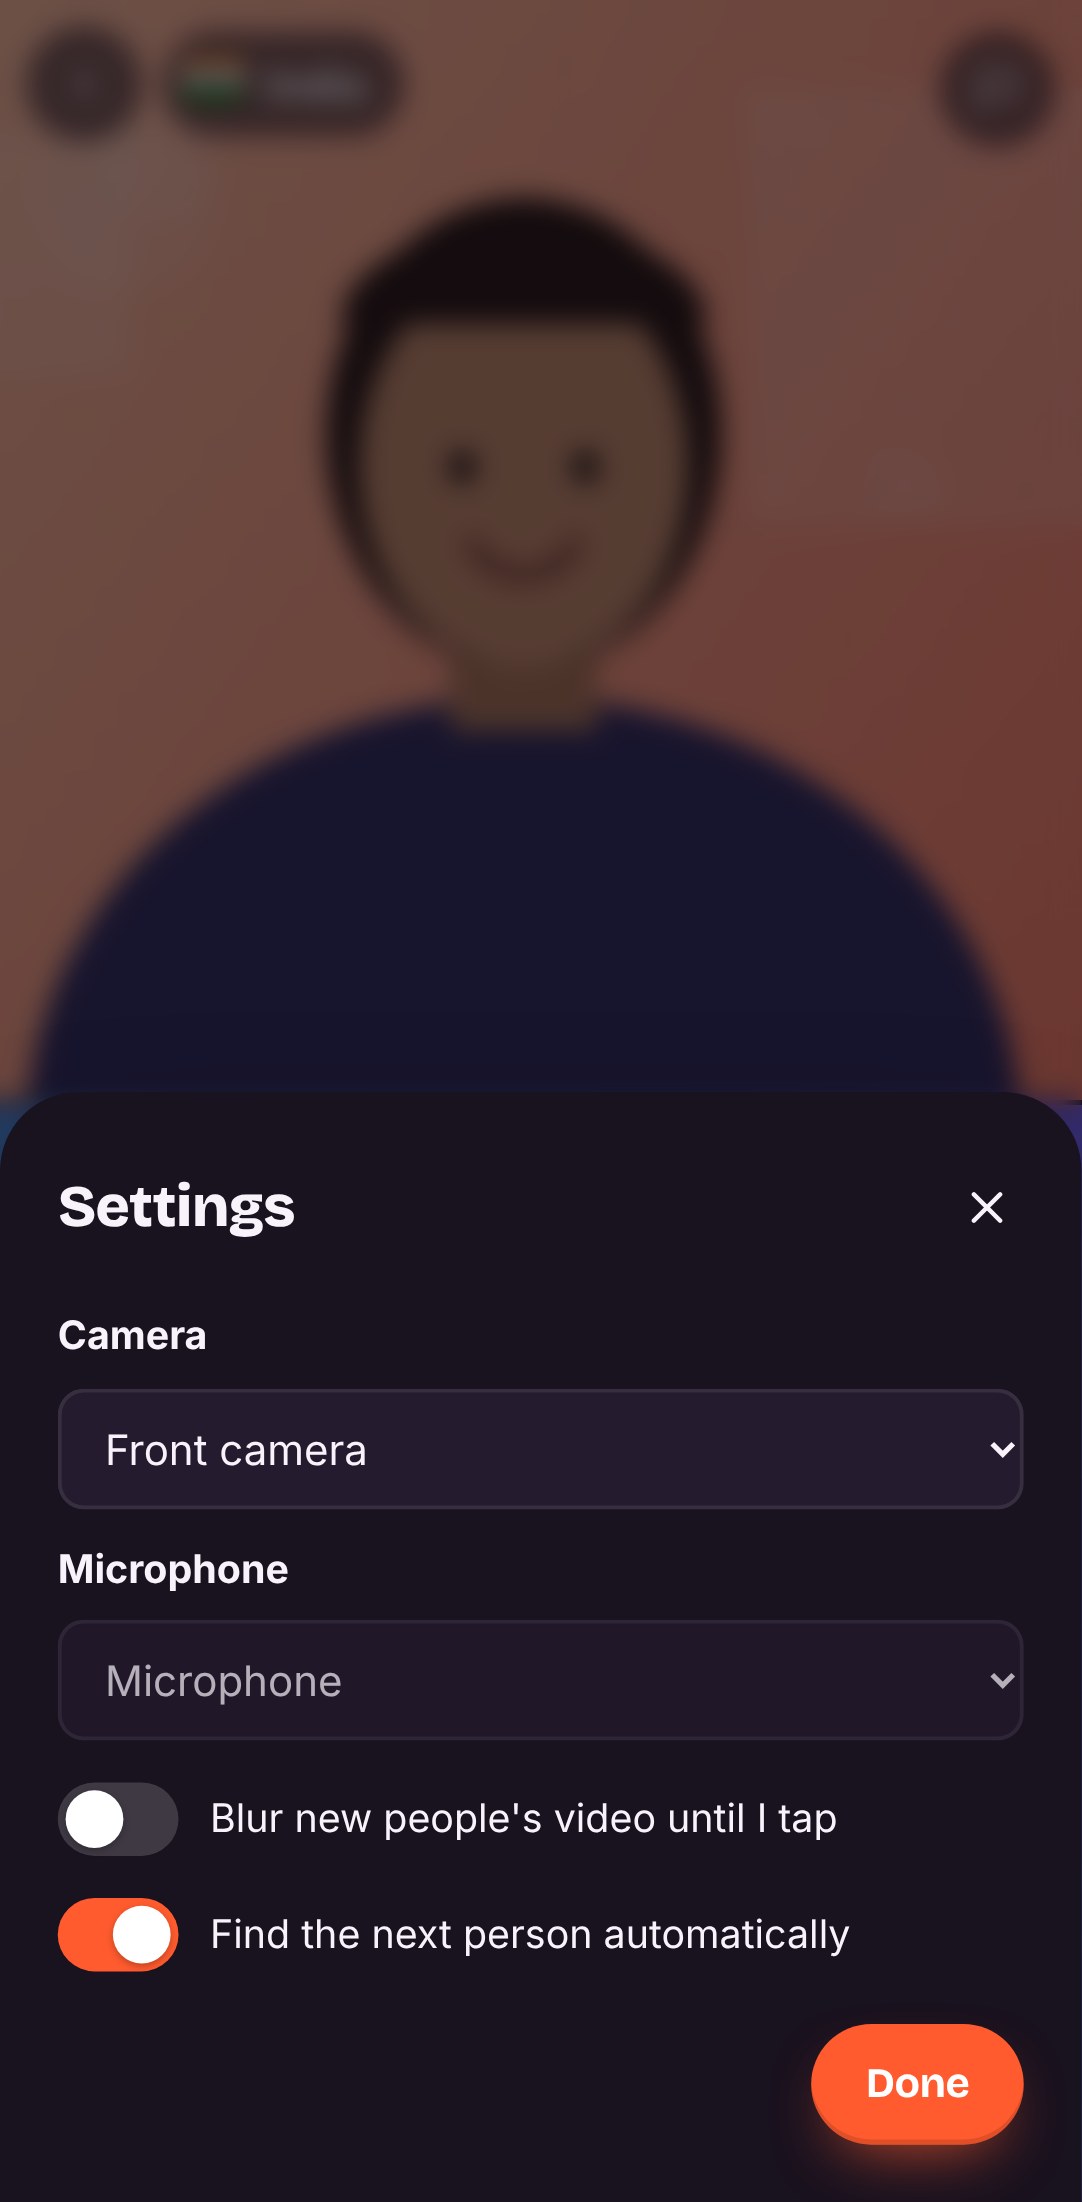 Settings
Camera
Front camera
Microphone
Microphone
Blur new people's video until I tap
Find the next person automatically
Done